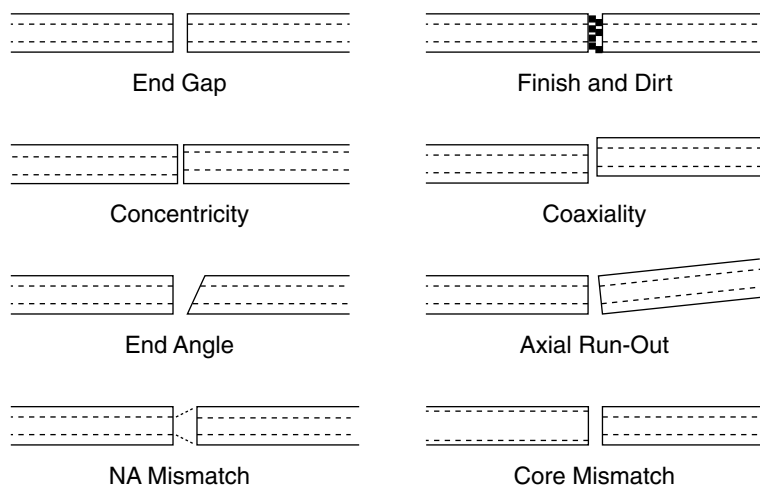 End Gap
Finish and Dirt
Concentricity
Coaxiality
End Angle
Axial Run-Out
NA Mismatch
Core Mismatch